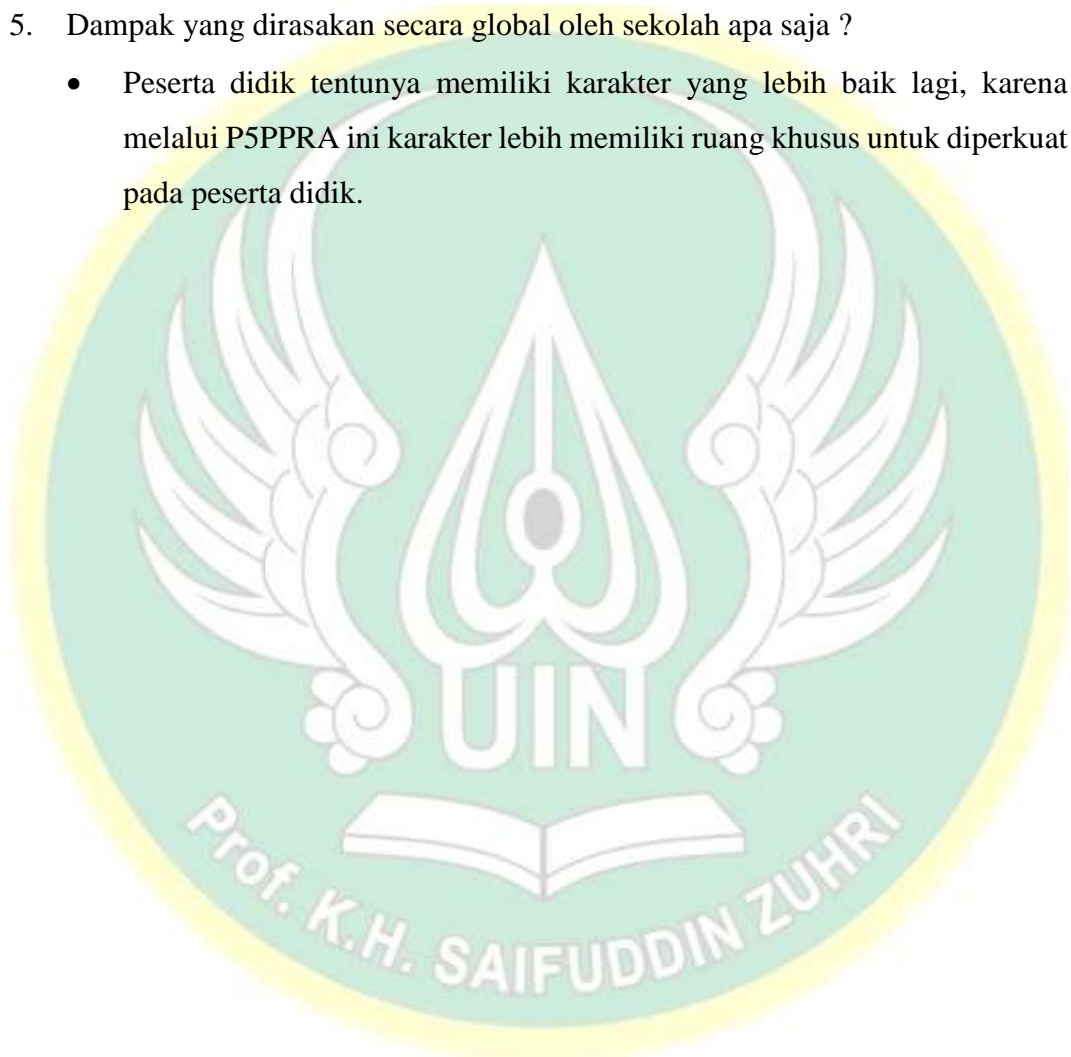 5. Dampak yang dirasakan secara global oleh sekolah apa saja ?
• Peserta didik tentunya memiliki karakter yang lebih baik lagi, karena
melalui P5PPRA ini karakter lebih memiliki ruang khusus untuk diperkuat
pada peserta didik.
UIN
Prof. K.H. SAIFUDDIN ZUHRI